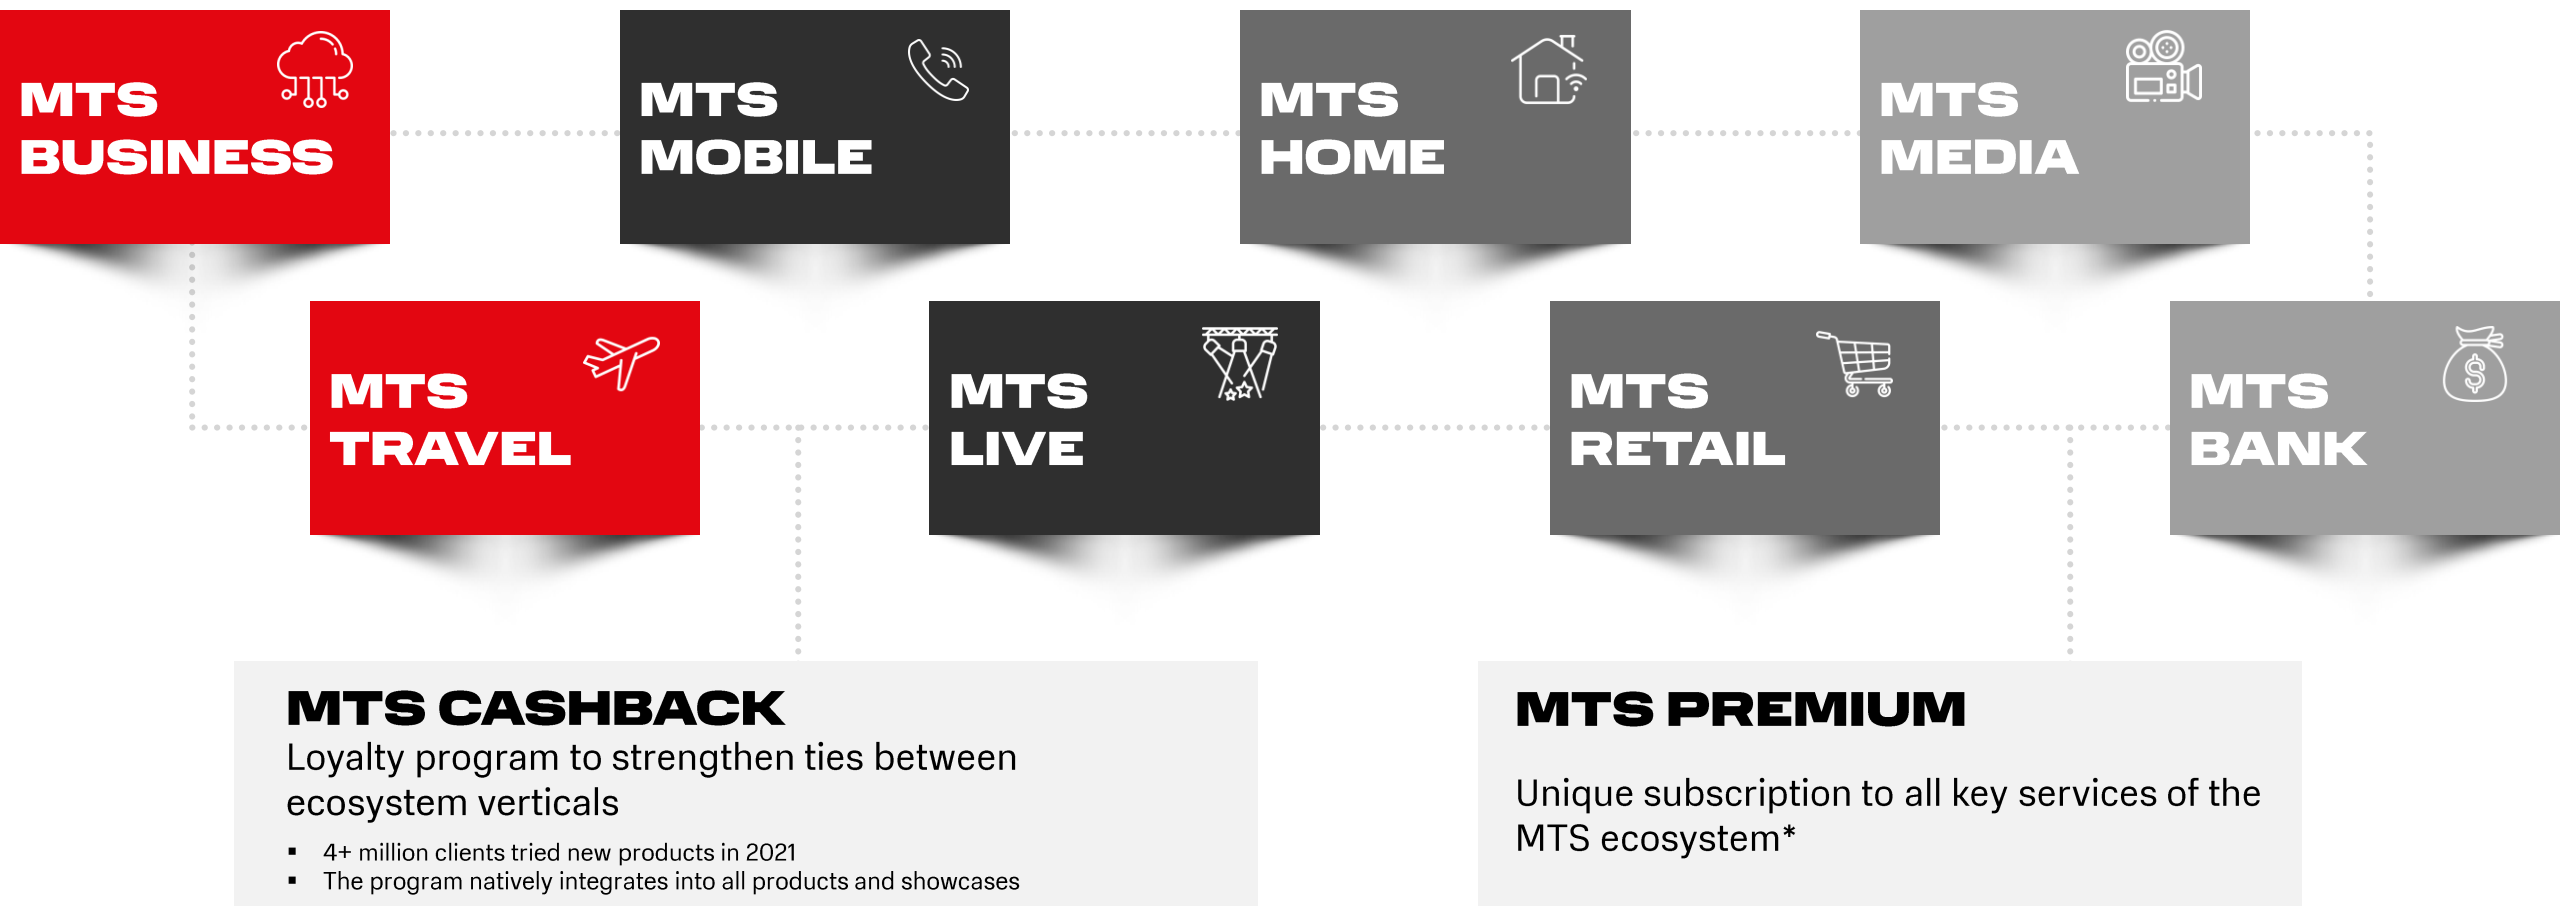 MTS
BUSINESS
MTS
MOBILE
MTS
HOME
MTS
MEDIA
MTS
TRAVEL
MTS
LIVE
MTS
RETAIL
MTS
BANK
MTS CASHBACK
Loyalty program to strengthen ties between
ecosystem verticals
▪ 4+ million clients tried new products in 2021
▪ The program natively integrates into all products and showcases
MTS PREMIUM
Unique subscription to all key services of the
MTS ecosystem*